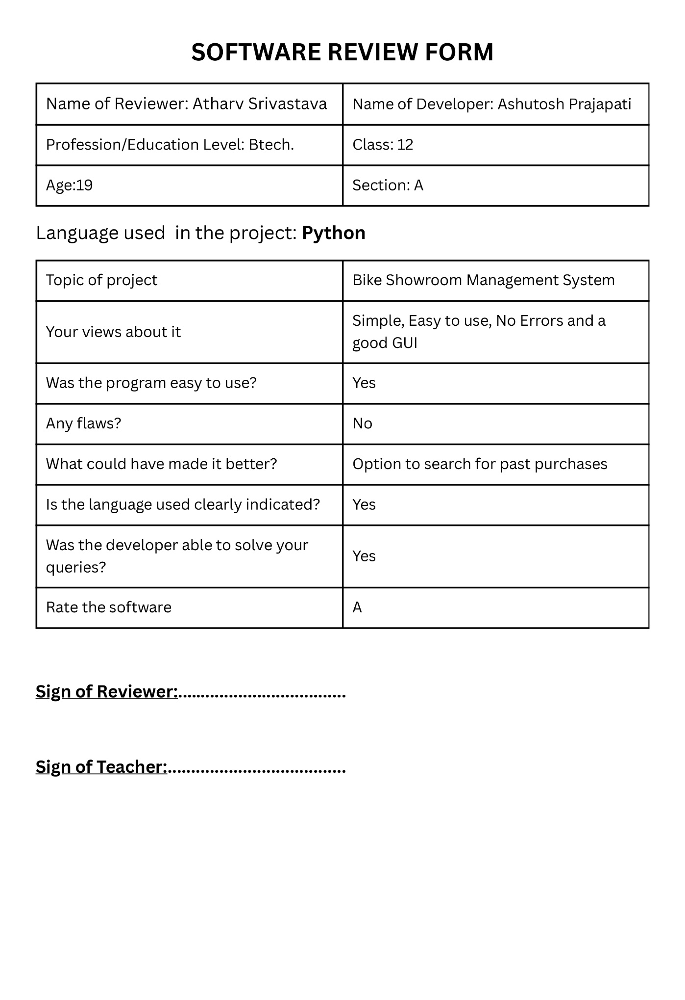 SOFTWARE REVIEW FORM
Name of Reviewer: Atharv Srivastava
Name of Developer: Ashutosh Prajapati
Profession/Education Level: Btech.
Class: 12
Age:19
Section: A
Language used  in the project: Python
Topic of project
Bike Showroom Management System
Your views about it
Simple, Easy to use, No Errors and a
good GUI
Was the program easy to use?
Yes
Any flaws?
No
What could have made it better?
Option to search for past purchases
Is the language used clearly indicated?
Yes
Was the developer able to solve your
queries?
Yes
Rate the software
A
Sign of Reviewer:....................................
Sign of Teacher:......................................